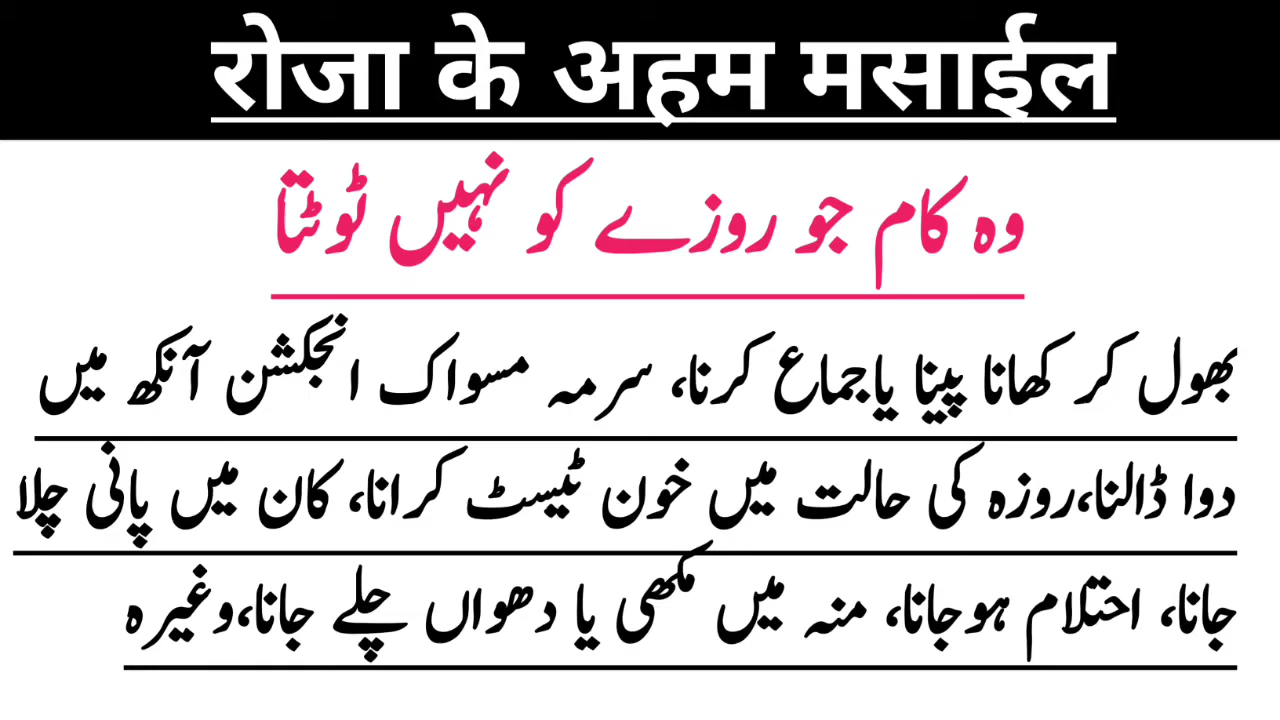 रोजा के अहम मसाईल
وہ کام جو روزے کو نہیں ٹوٹتا
بھول کر کھانا پینا یاجماع کرنا، سرمہ مسواک انجکشن آنکھ میں
دوا ڈالنا،روزہ کی حالت میں خون ٹیسٹ کرانا، کان میں پانی چلا
جانا، احتلام ہوجانا، منہ میں مکھی یا دھواں چلے جانا،وغیرہ